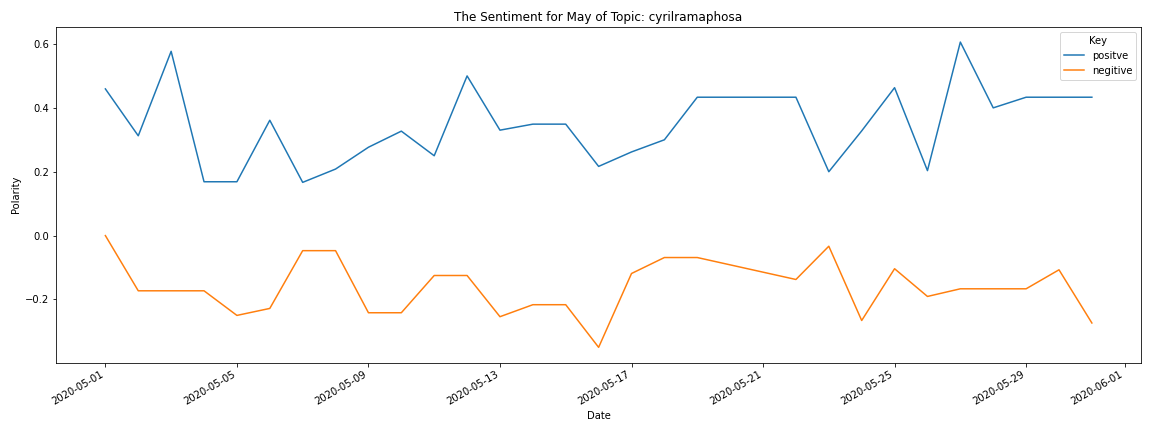 The Sentiment for May of Topic: cyrilramaphosa
Key
positve
negitive
0.6
0.4
0.2
0.0
−0.2
Polarity
2020-05-01
2020-05-05
2020-05-09
2020-05-13
2020-05-17
2020-05-21
2020-05-25
2020-05-29
2020-06-01
Date